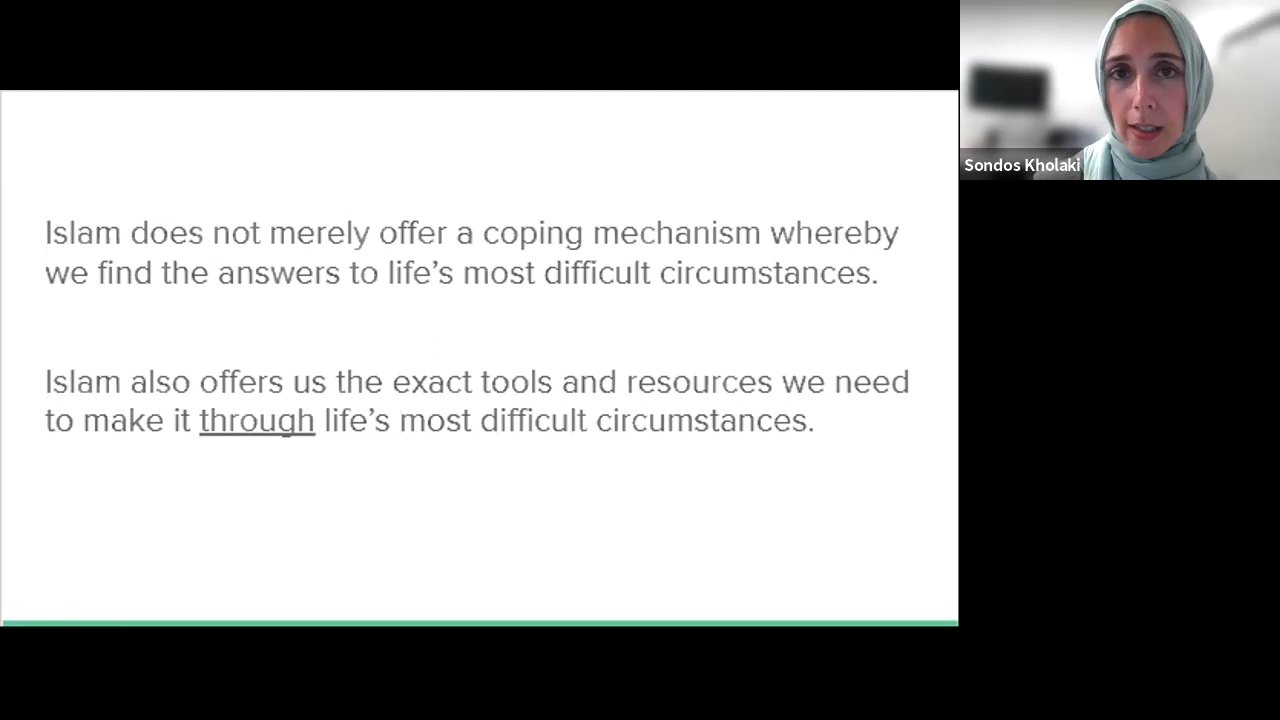 Islam does not merely offer a coping mechanism whereby
we find the answers to life’s most difficult circumstances.
Islam also offers us the exact tools and resources we need
to make it through life’s most difficult circumstances.
Sondos Kholaki